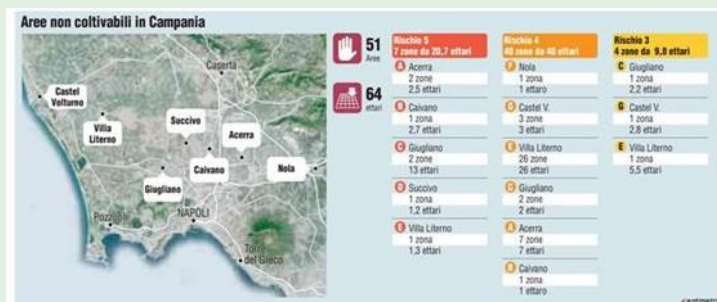 Aree non coltivabili in Campania
Caserta
Castel
Volturno
Villa
Literno
Succivo
Acerra
Caivano
Nola
Giugliano
Pozzuoli
NAPOLI
Torre
del Greco
51
Aree
64
ettari
Rischio 5
7 zone da 20,7 ettari
A Acerra
2 zone
2,5 ettari
B Caivano
1 zona
2,7 ettari
C Giugliano
2 zone
13 ettari
D Succivo
1 zona
1,2 ettari
E Villa Literno
1 zona
1,3 ettari
Rischio 4
40 zone da 40 ettari
F Nola
1 zona
1 ettaro
G Castel V.
3 zone
3 ettari
E Villa Literno
26 zone
26 ettari
C Giugliano
2 zone
2 ettari
A Acerra
7 zone
7 ettari
B Caivano
1 zona
1 ettaro
Rischio 3
4 zone da 9,8 ettari
C Giugliano
1 zona
2,2 ettari
G Castel V.
1 zona
2,8 ettari
E Villa Literno
1 zona
5,5 ettari